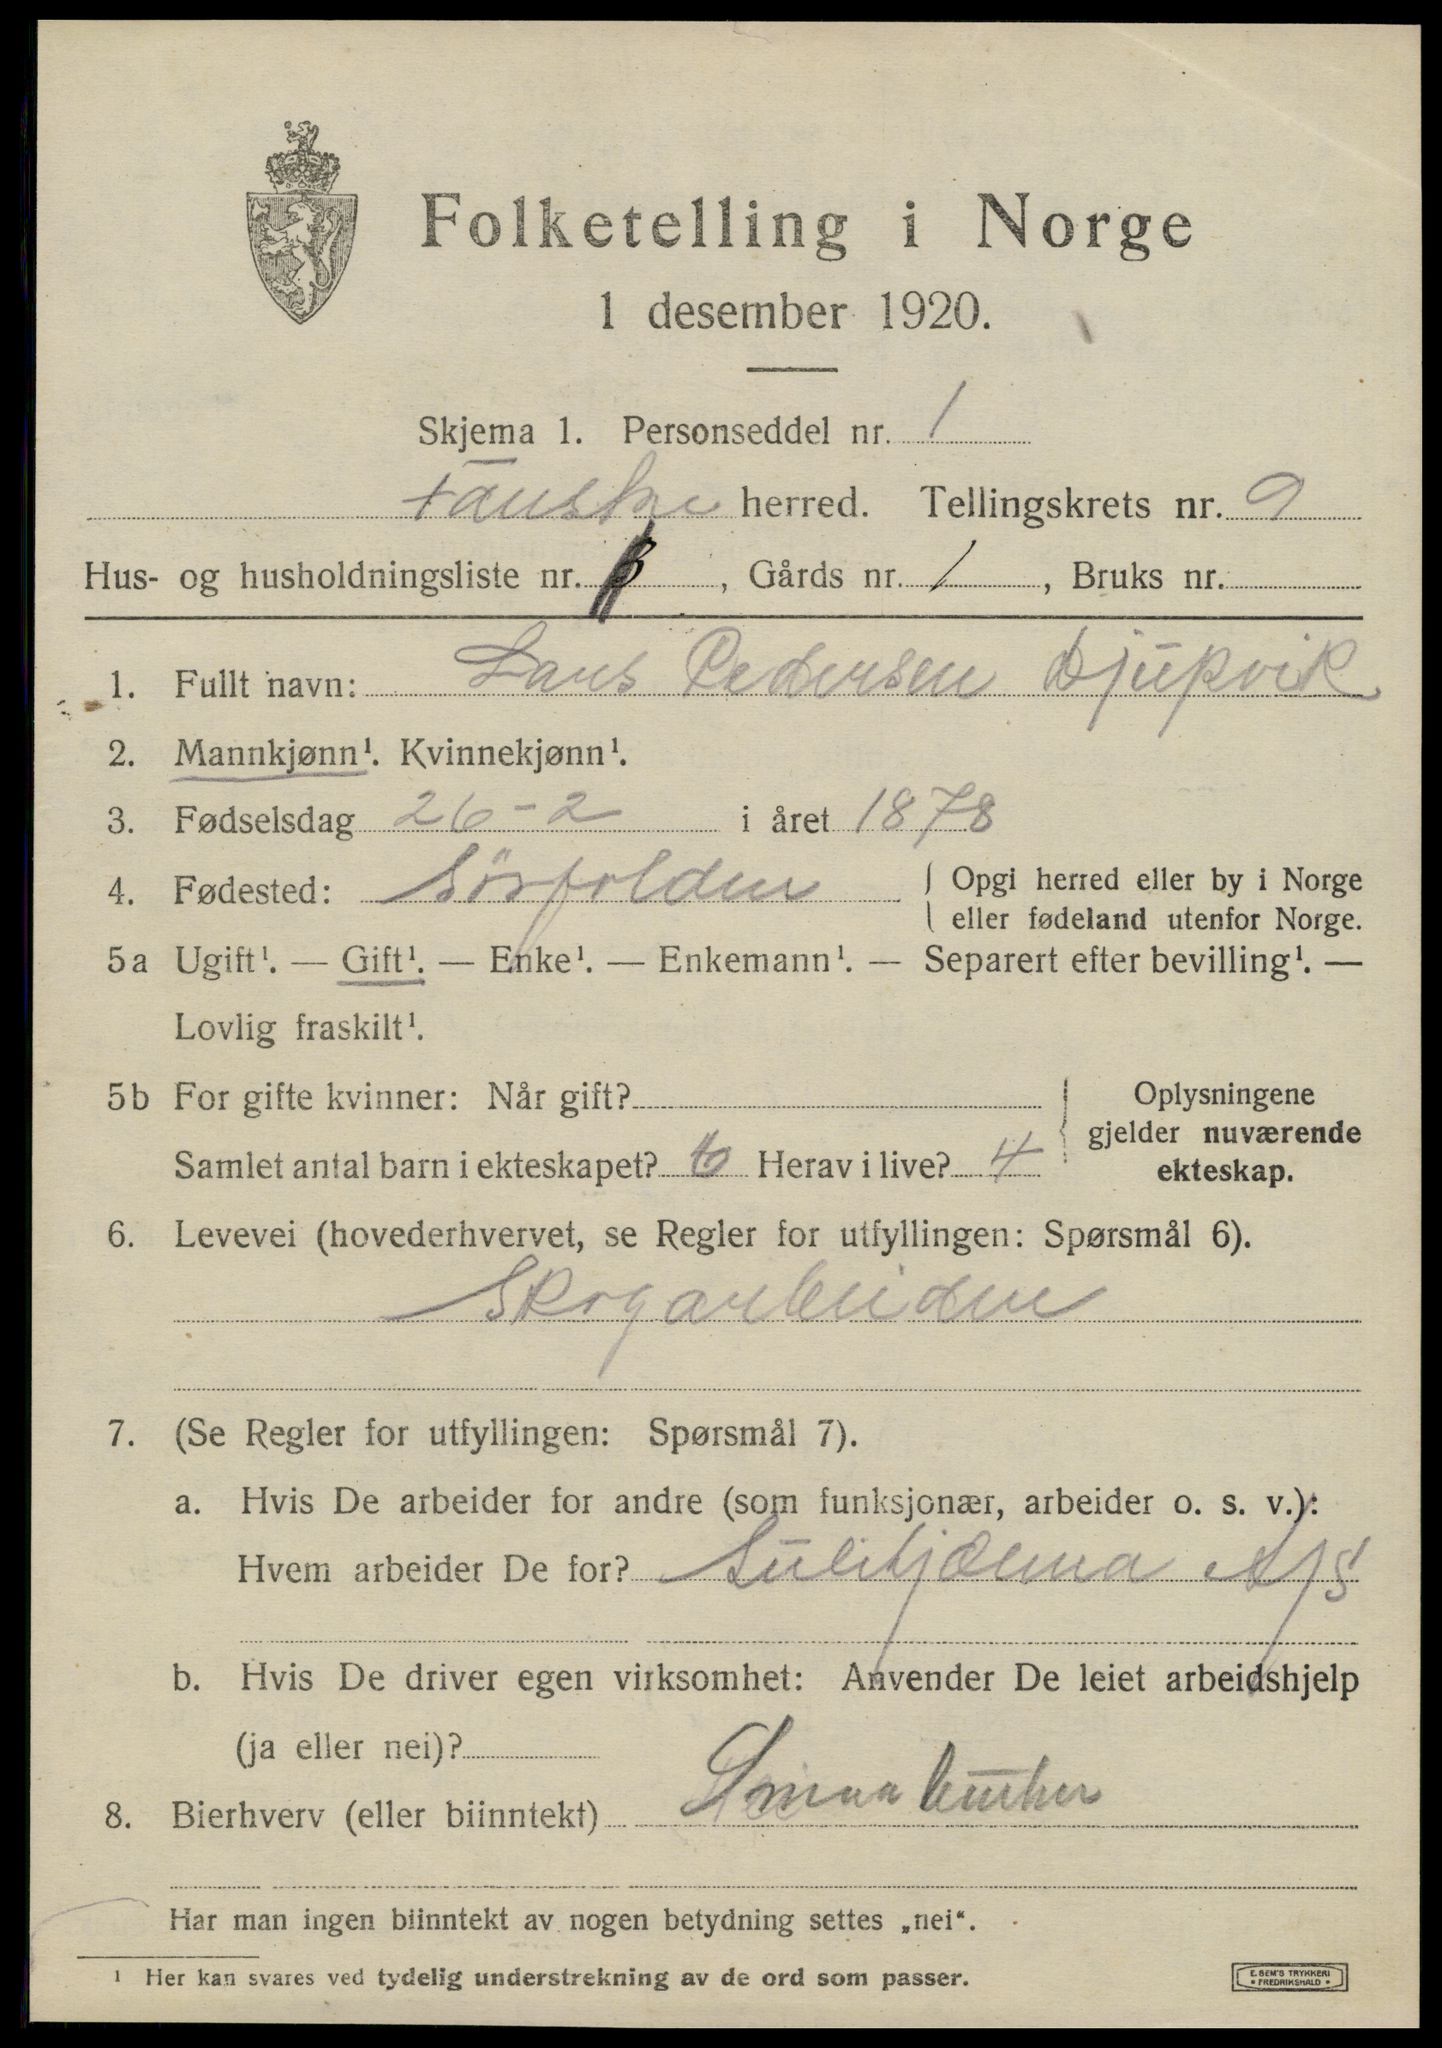 Folketelling i Norge
1 desember 1920.
Skjema 1. Personseddel nr. 1
Fauske herred. Tellingskrets nr. 9
Hus- og husholdningsliste nr. , Gårds nr. 1, Bruks nr.
1. Fullt navn: Lars Pedersen Djupvik
2. Mannkjønn¹. Kvinnekjønn¹.
3. Fødselsdag 26-2 i året 1878
4. Fødested: Sörfolden { Opgi herred eller by i Norge
eller fødeland utenfor Norge.
5a Ugift¹. — Gift¹. — Enke¹. — Enkemann¹. — Separert efter bevilling¹. —
Lovlig fraskilt¹.
5b For gifte kvinner: Når gift? Oplysningene
gjelder nuværende
Samlet antal barn i ekteskapet? Herav i live? 4 ekteskap.
6. Levevei (hovederhvervet, se Regler for utfyllingen: Spørsmål 6).
Skogarbeider
7. (Se Regler for utfyllingen: Spørsmål 7).
a. Hvis De arbeider for andre (som funksjonær, arbeider o. s. v.):
Hvem arbeider De for? Sulitjelma A/S
b. Hvis De driver egen virksomhet: Anvender De leiet arbeidshjelp
(ja eller nei)?
8. Bierhverv (eller biinntekt) Smaabruker
Har man ingen biinntekt av nogen betydning settes „nei“.
¹ Her kan svares ved tydelig understrekning av de ord som passer.
E. SEM'S TRYKKERI
FREDRIKSHALD